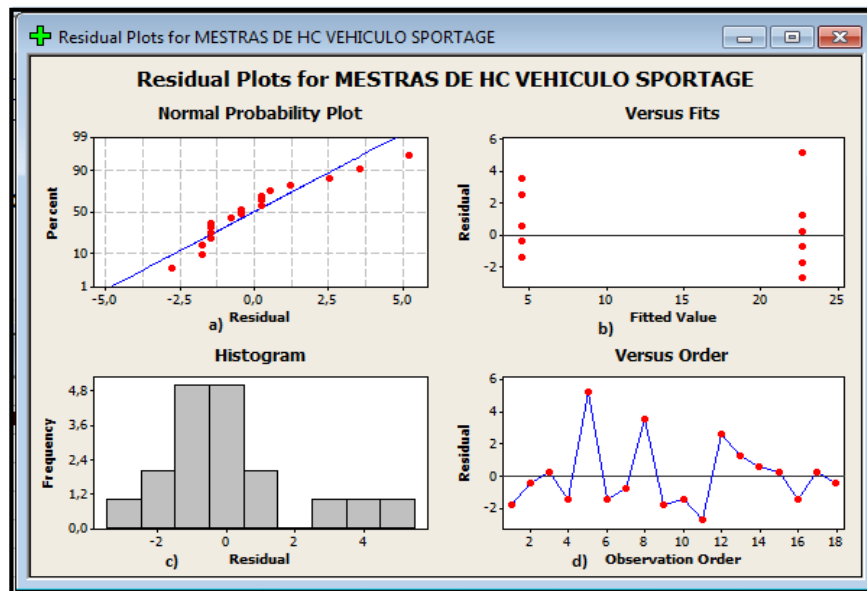 Residual Plots for MESTRAS DE HC VEHICULO SPORTAGE
Residual Plots for MESTRAS DE HC VEHICULO SPORTAGE
Normal Probability Plot
99
90
50
10
1
Percent
-5,0 -2,5 0,0 2,5 5,0
a) Residual
Versus Fits
6
4
2
0
-2
Residual
5 10 15 20 25
b) Fitted Value
Histogram
4,8
3,6
2,4
1,2
0,0
Frequency
-2 0 2 4
c) Residual
Versus Order
6
4
2
0
-2
Residual
2 4 6 8 10 12 14 16 18
d) Observation Order